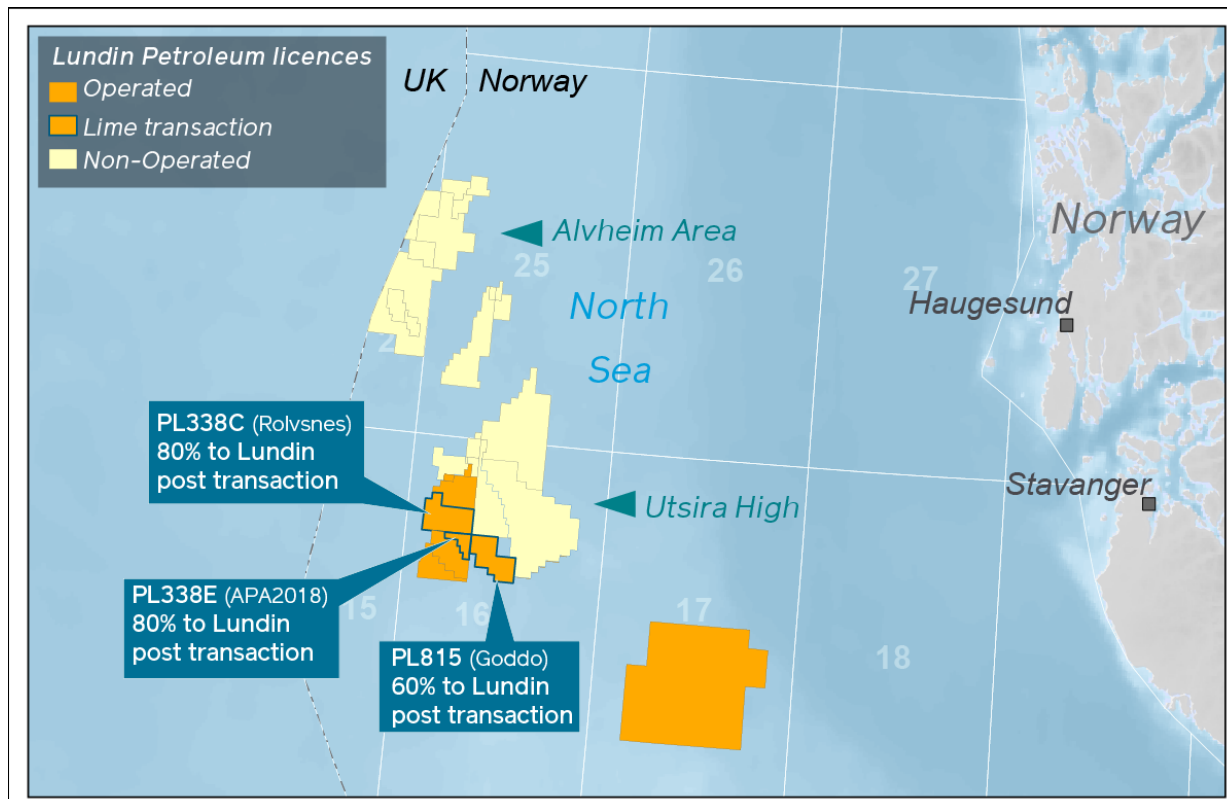 Lundin Petroleum licences
Operated
Lime transaction
Non-Operated
UK
Norway
Alvheim Area
25
26
27
Norway
North
Sea
Haugesund
2
PL338C (Rolvsnes)
80% to Lundin
post transaction
Stavanger
Utsira High
PL338E (APA2018)
80% to Lundin
post transaction
15
16
17
18
PL815 (Goddo)
60% to Lundin
post transaction